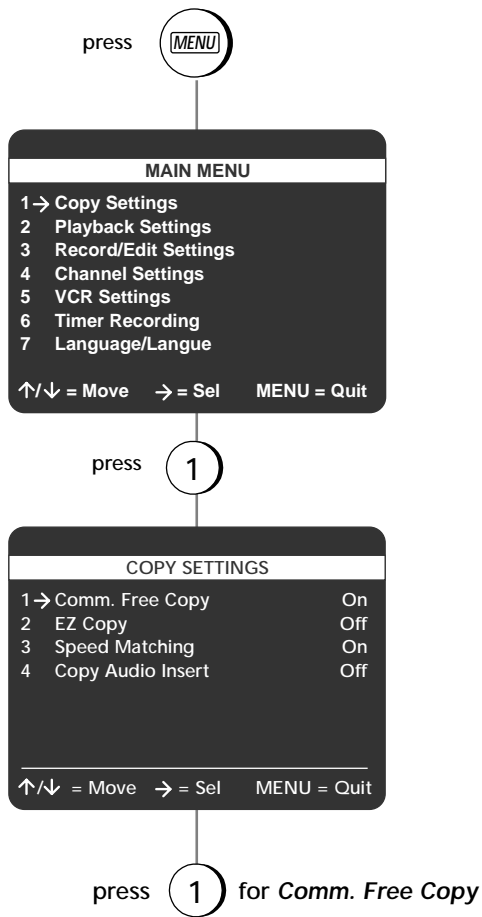 press MENU
MAIN MENU
1→ Copy Settings
2 Playback Settings
3 Record/Edit Settings
4 Channel Settings
5 VCR Settings
6 Timer Recording
7 Language/Langue
↑/↓ = Move → = Sel MENU = Quit
press 1
COPY SETTINGS
1→ Comm. Free Copy On
2 EZ Copy Off
3 Speed Matching On
4 Copy Audio Insert Off
↑/↓ = Move → = Sel MENU = Quit
press 1 for Comm. Free Copy